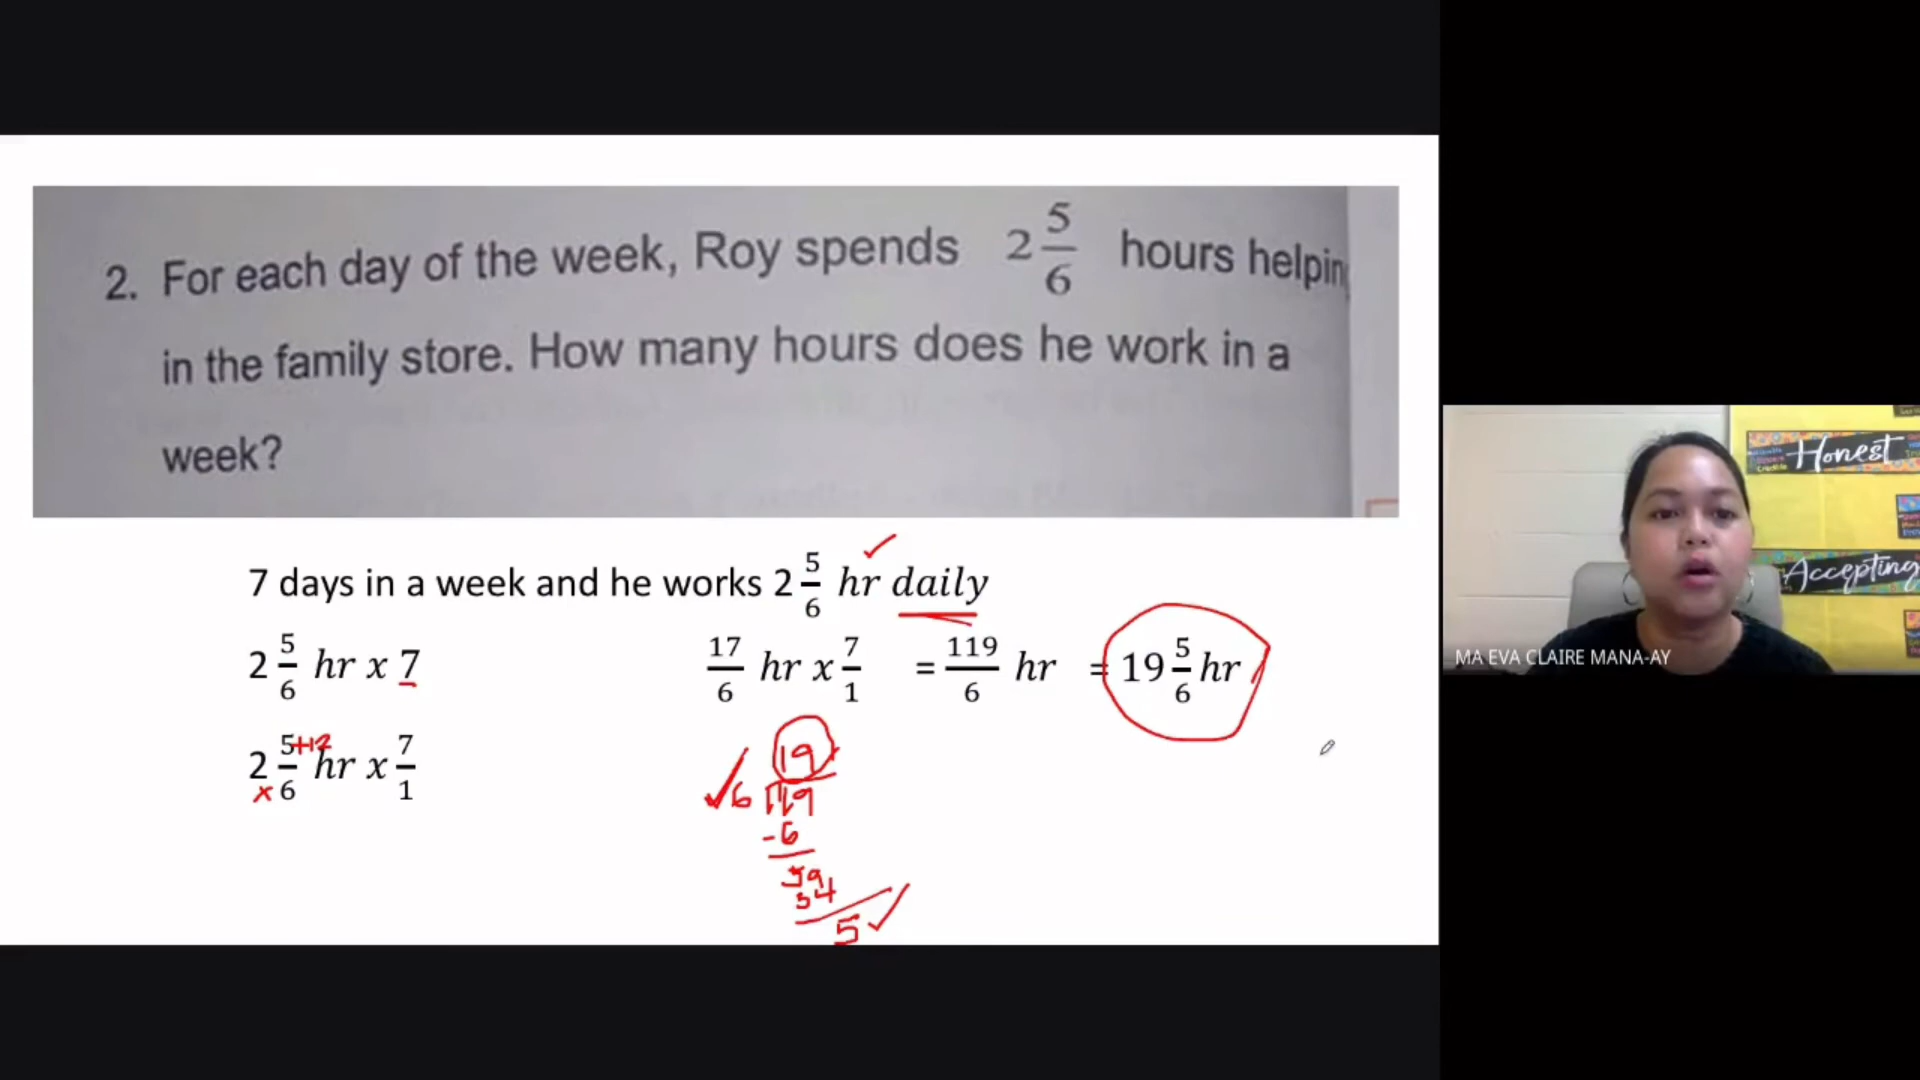 2. For each day of the week, Roy spends 2 5/6 hours helpin
in the family store. How many hours does he work in a
week?
7 days in a week and he works 2 5/6 hr daily
2 5/6 hr x 7
17/6 hr x 7/1 = 119/6 hr = 19 5/6 hr
2 5/6 +12 hr x 7/1
x
19
6 119
-6
59
54
5
Honest
Accepting
MA EVA CLAIRE MANA-AY